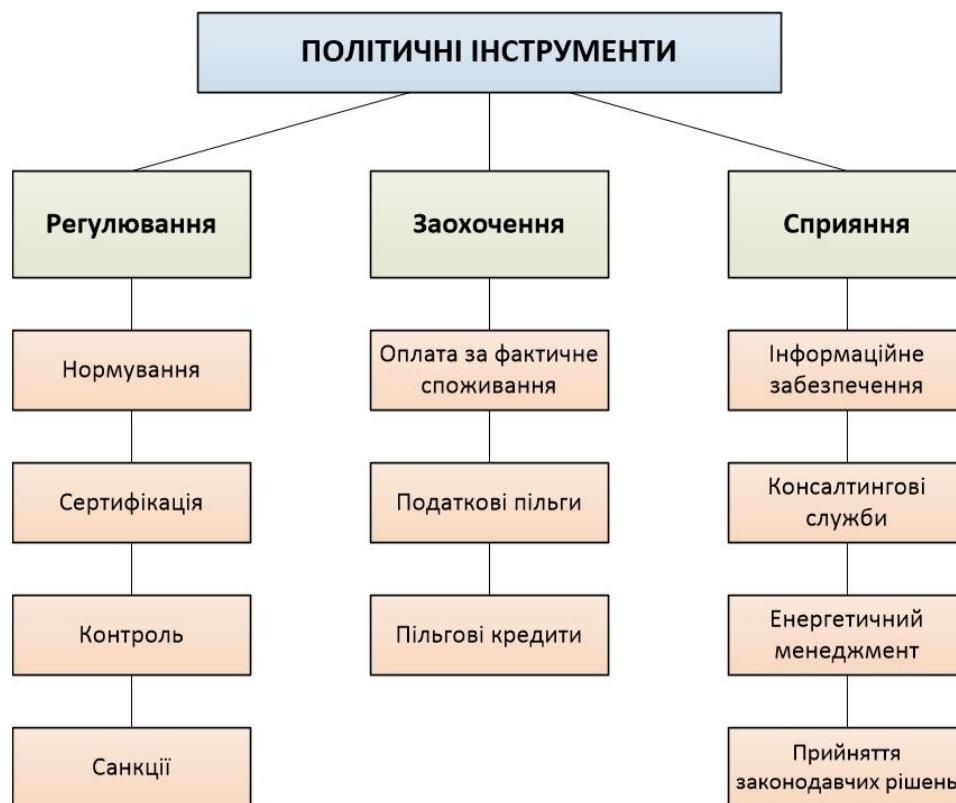 ПОЛІТИЧНІ ІНСТРУМЕНТИ
Регулювання
Нормування
Сертифікація
Контроль
Санкції
Заохочення
Оплата за фактичне
споживання
Податкові пільги
Пільгові кредити
Сприяння
Інформаційне
забезпечення
Консалтингові
служби
Енергетичний
менеджмент
Прийняття
законодавчих рішень